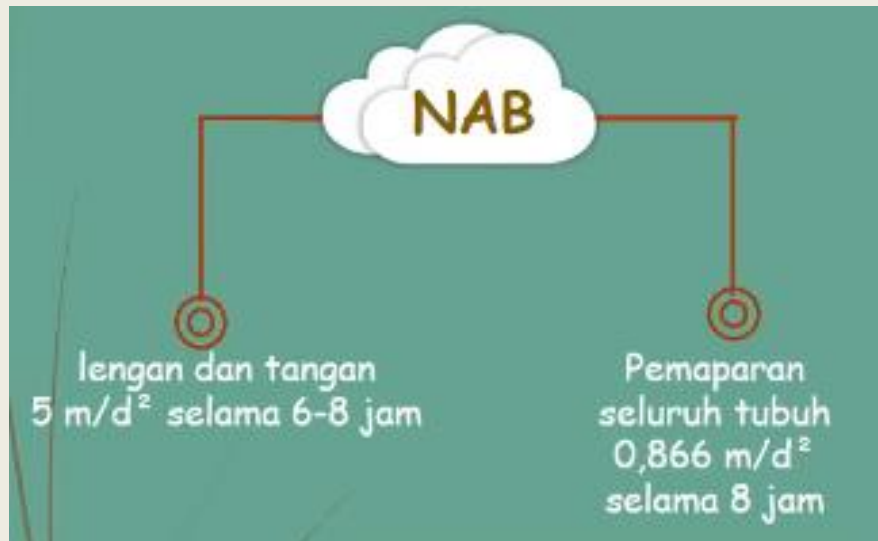 NAB
lengan dan tangan
5 m/d² selama 6-8 jam
Pemaparan
seluruh tubuh
0,866 m/d²
selama 8 jam